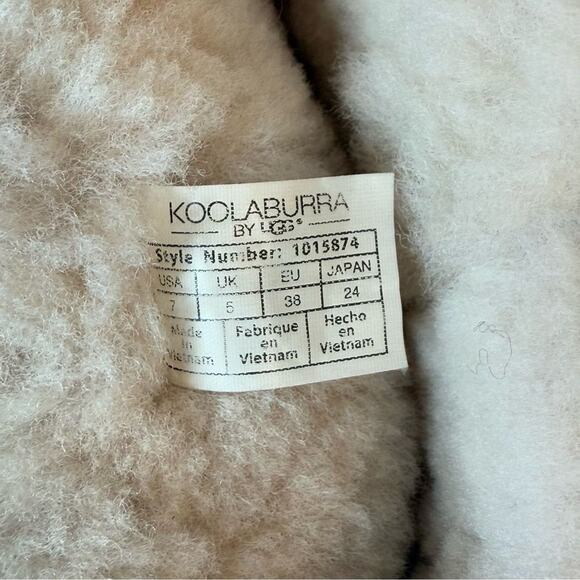 KOOLABURRA
BY UGG®
Style Number: 1015874
USA UK EU JAPAN
7 5 38 24
Made in Vietnam
Fabrique en Vietnam
Hecho en Vietnam